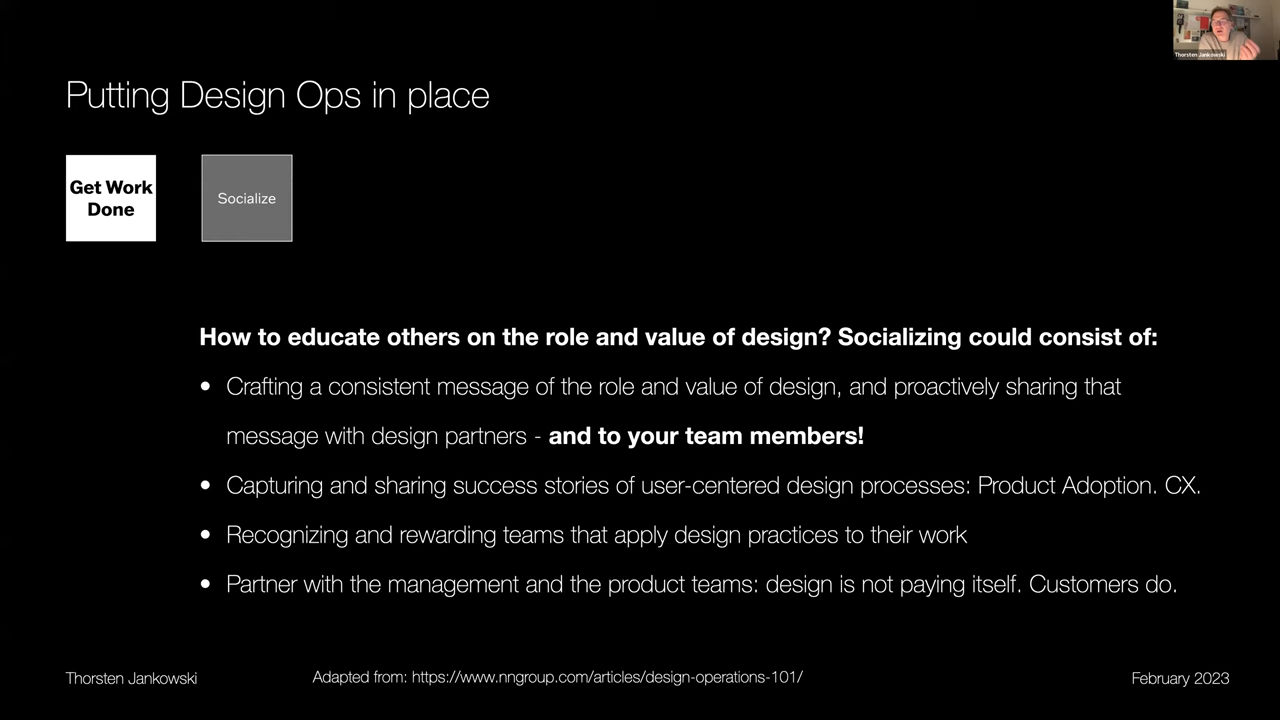 Thorsten Jankowski
Putting Design Ops in place
Get Work
Done
Socialize
How to educate others on the role and value of design? Socializing could consist of:
• Crafting a consistent message of the role and value of design, and proactively sharing that
message with design partners - and to your team members!
• Capturing and sharing success stories of user-centered design processes: Product Adoption. CX.
• Recognizing and rewarding teams that apply design practices to their work
• Partner with the management and the product teams: design is not paying itself. Customers do.
Thorsten Jankowski
Adapted from: https://www.nngroup.com/articles/design-operations-101/
February 2023